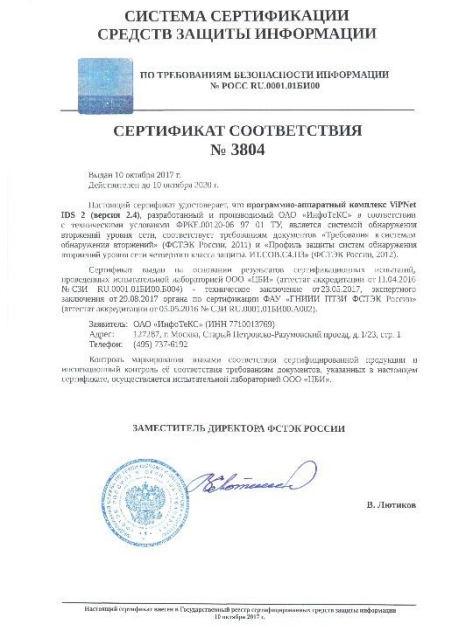 СИСТЕМА СЕРТИФИКАЦИИ
СРЕДСТВ ЗАЩИТЫ ИНФОРМАЦИИ
ПО ТРЕБОВАНИЯМ БЕЗОПАСНОСТИ ИНФОРМАЦИИ
№ РОСС RU.0001.01БИ00
СЕРТИФИКАТ СООТВЕТСТВИЯ
№ 3804
Выдан 10 октября 2017 г.
Действителен до 10 октября 2020 г.
Настоящий сертификат удостоверяет, что программно-аппаратный комплекс ViPNet
IDS 2 (версия 2.4), разработанный и производимый ОАО «ИнфоТеКС» в соответствии
с техническими условиями ФРКЕ.00120-06 97 01 ТУ, является системой обнаружения
вторжений уровня сети, соответствует требованиям документов «Требования к системам
обнаружения вторжений» (ФСТЭК России, 2011) и «Профиль защиты систем обнаружения
вторжений уровня сети четвертого класса защиты. ИТ.СОВ.С4.ПЗ» (ФСТЭК России, 2012).
Сертификат выдан на основании результатов сертификационных испытаний,
проведенных испытательной лабораторией ООО «ЦБИ» (аттестат аккредитации от 11.04.2016
№ СЗИ RU.0001.01БИ00.Б004) - техническое заключение от 23.05.2017, экспертного
заключения от 29.08.2017 органа по сертификации ФАУ «ГНИИИ ПТЗИ ФСТЭК России»
(аттестат аккредитации от 05.05.2016 № СЗИ RU.0001.01БИ00.А002).
Заявитель: ОАО «ИнфоТеКС» (ИНН 7710013769)
Адрес: 127287, г. Москва, Старый Петровско-Разумовский проезд, д. 1/23, стр. 1
Телефон: (495) 737-6192
Контроль маркирования знаками соответствия сертифицированной продукции и
инспекционный контроль её соответствия требованиям документов, указанных в настоящем
сертификате, осуществляется испытательной лабораторией ООО «ЦБИ».
ЗАМЕСТИТЕЛЬ ДИРЕКТОРА ФСТЭК РОССИИ
В. Лютиков
Настоящий сертификат внесен в Государственный реестр сертифицированных средств защиты информации
10 октября 2017 г.